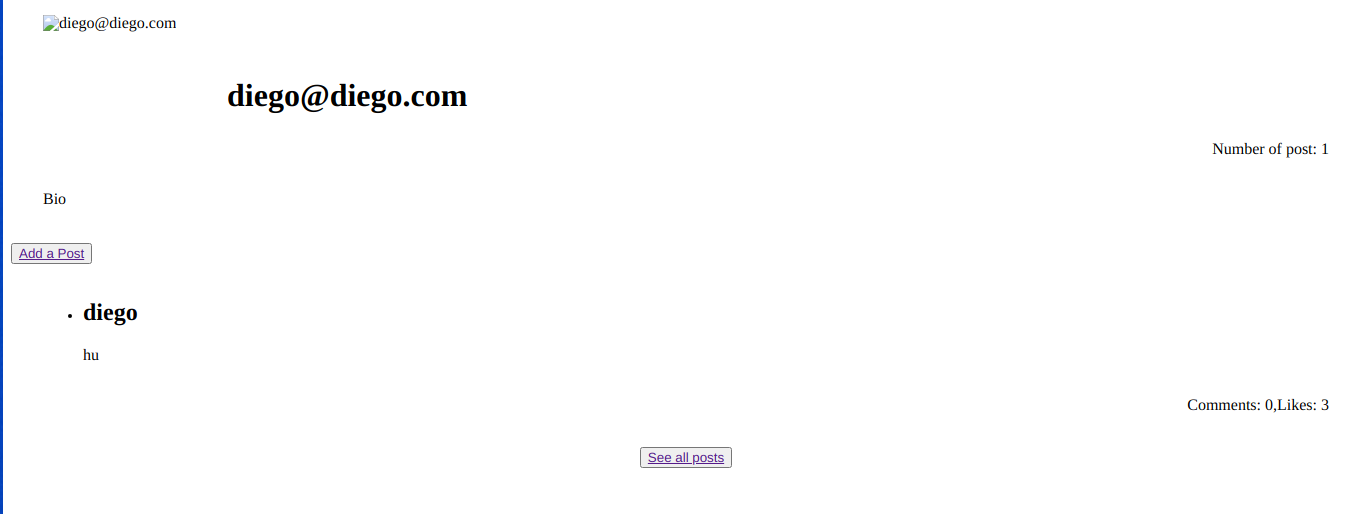 diego@diego.com
diego@diego.com
Number of post: 1
Bio
Add a Post
diego
hu
Comments: 0,Likes: 3
See all posts